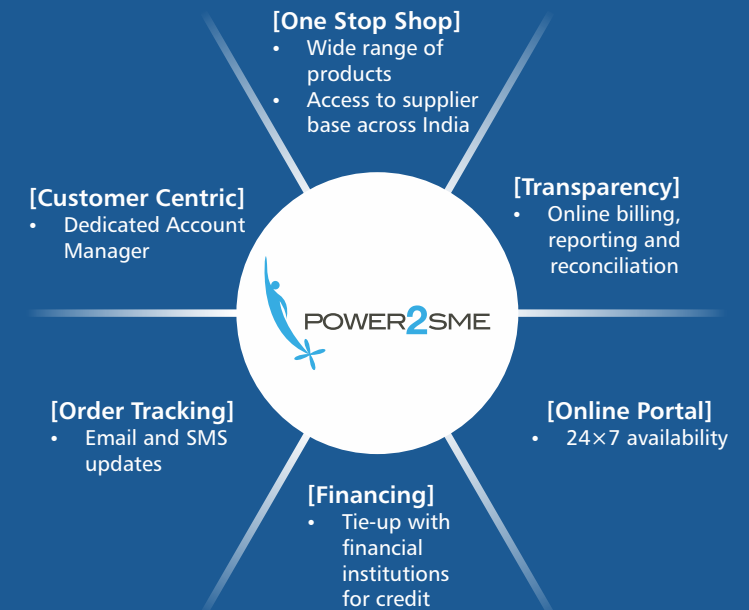 [One Stop Shop]
• Wide range of
products
• Access to supplier
base across India
[Customer Centric]
• Dedicated Account
Manager
[Transparency]
• Online billing,
reporting and
reconciliation
POWER2SME
[Order Tracking]
• Email and SMS
updates
[Online Portal]
• 24×7 availability
[Financing]
• Tie-up with
financial
institutions
for credit